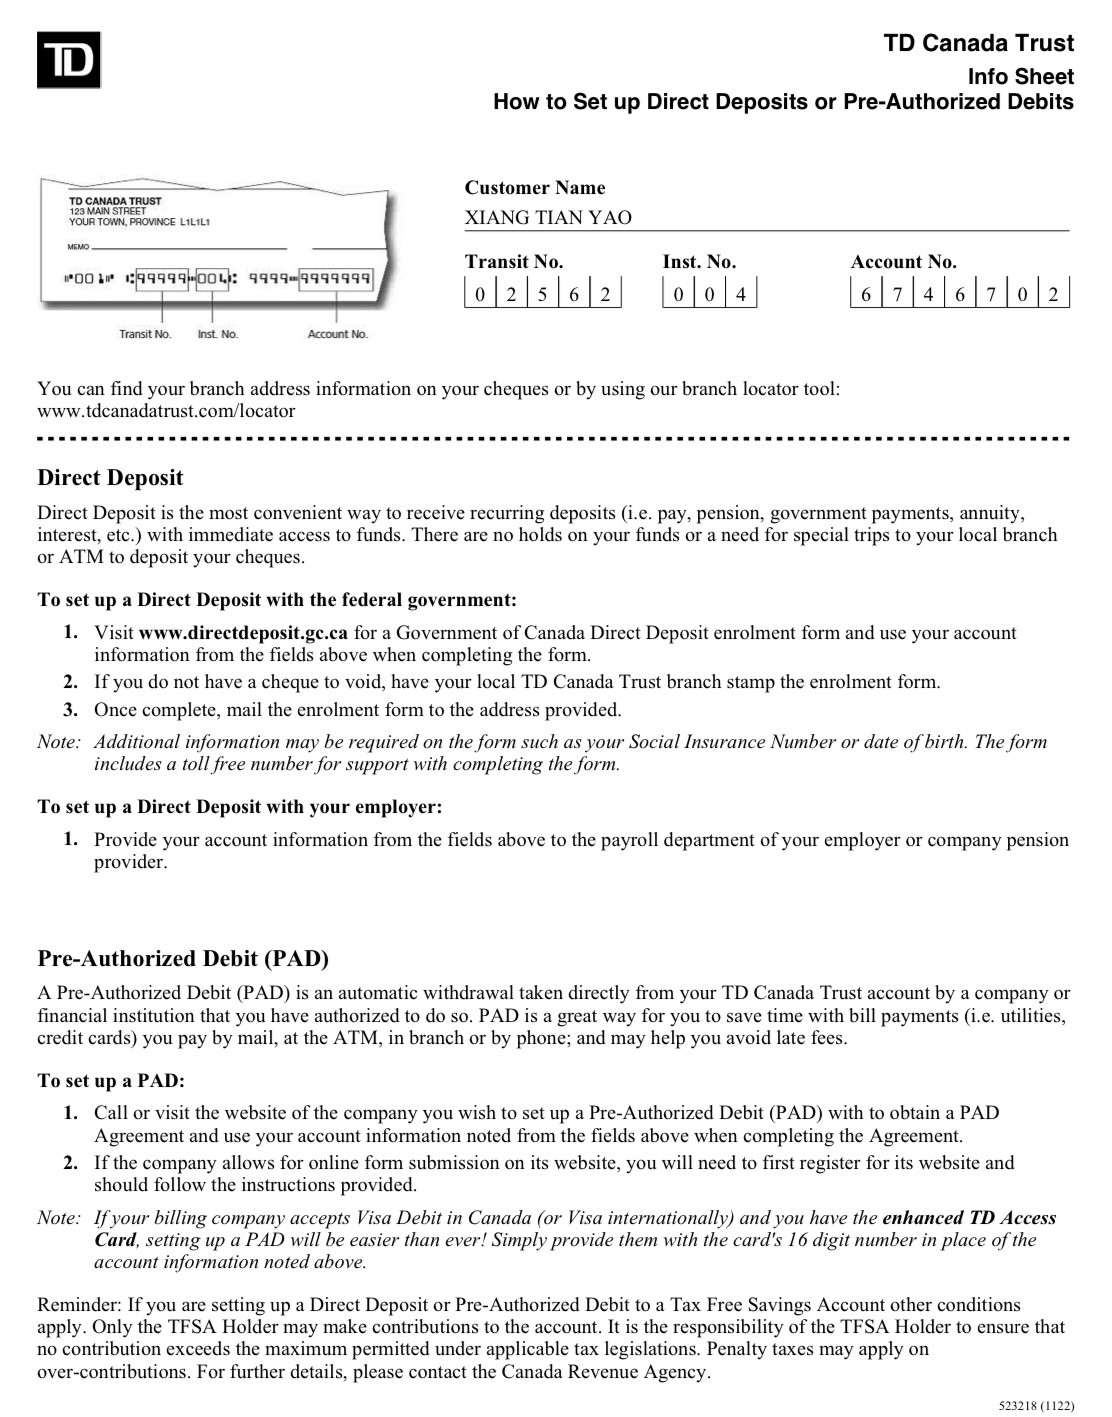 TD
TD Canada Trust
Info Sheet
How to Set up Direct Deposits or Pre-Authorized Debits
TD CANADA TRUST
123 MAIN STREET
YOUR TOWN, PROVINCE L1L1L1
MEMO
⑈001⑈ ⑆99999⑉004⑆ 9999⑉9999999
Transit No. Inst. No. Account No.
Customer Name
XIANG TIAN YAO
Transit No. Inst. No. Account No.
0 2 5 6 2 0 0 4 6 7 4 6 7 0 2
You can find your branch address information on your cheques or by using our branch locator tool:
www.tdcanadatrust.com/locator
Direct Deposit
Direct Deposit is the most convenient way to receive recurring deposits (i.e. pay, pension, government payments, annuity,
interest, etc.) with immediate access to funds. There are no holds on your funds or a need for special trips to your local branch
or ATM to deposit your cheques.
To set up a Direct Deposit with the federal government:
1. Visit www.directdeposit.gc.ca for a Government of Canada Direct Deposit enrolment form and use your account
information from the fields above when completing the form.
2. If you do not have a cheque to void, have your local TD Canada Trust branch stamp the enrolment form.
3. Once complete, mail the enrolment form to the address provided.
Note: Additional information may be required on the form such as your Social Insurance Number or date of birth. The form
includes a toll free number for support with completing the form.
To set up a Direct Deposit with your employer:
1. Provide your account information from the fields above to the payroll department of your employer or company pension
provider.
Pre-Authorized Debit (PAD)
A Pre-Authorized Debit (PAD) is an automatic withdrawal taken directly from your TD Canada Trust account by a company or
financial institution that you have authorized to do so. PAD is a great way for you to save time with bill payments (i.e. utilities,
credit cards) you pay by mail, at the ATM, in branch or by phone; and may help you avoid late fees.
To set up a PAD:
1. Call or visit the website of the company you wish to set up a Pre-Authorized Debit (PAD) with to obtain a PAD
Agreement and use your account information noted from the fields above when completing the Agreement.
2. If the company allows for online form submission on its website, you will need to first register for its website and
should follow the instructions provided.
Note: If your billing company accepts Visa Debit in Canada (or Visa internationally) and you have the enhanced TD Access
Card, setting up a PAD will be easier than ever! Simply provide them with the card's 16 digit number in place of the
account information noted above.
Reminder: If you are setting up a Direct Deposit or Pre-Authorized Debit to a Tax Free Savings Account other conditions
apply. Only the TFSA Holder may make contributions to the account. It is the responsibility of the TFSA Holder to ensure that
no contribution exceeds the maximum permitted under applicable tax legislations. Penalty taxes may apply on
over-contributions. For further details, please contact the Canada Revenue Agency.
523218 (1122)